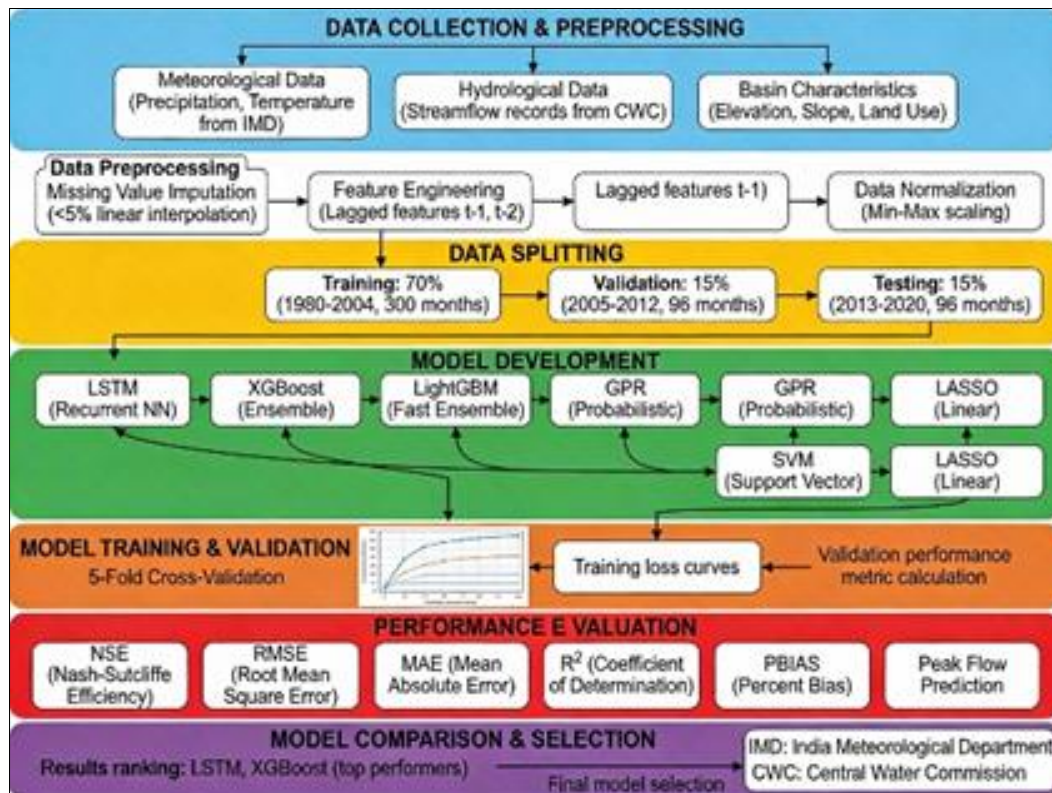 DATA COLLECTION & PREPROCESSING
Meteorological Data
(Precipitation, Temperature
from IMD)
Hydrological Data
(Streamflow records from CWC)
Basin Characteristics
(Elevation, Slope, Land Use)
Data Preprocessing
Missing Value Imputation
(<5% linear interpolation)
Feature Engineering
(Lagged features t-1, t-2)
Lagged features t-1)
Data Normalization
(Min-Max scaling)
DATA SPLITTING
Training: 70%
(1980-2004, 300 months)
Validation: 15%
(2005-2012, 96 months)
Testing: 15%
(2013-2020, 96 months)
MODEL DEVELOPMENT
LSTM
(Recurrent NN)
XGBoost
(Ensemble)
LightGBM
(Fast Ensemble)
GPR
(Probabilistic)
GPR
(Probabilistic)
LASSO
(Linear)
SVM
(Support Vector)
LASSO
(Linear)
MODEL TRAINING & VALIDATION
5-Fold Cross-Validation
Training loss curves
Validation performance
metric calculation
PERFORMANCE E VALUATION
NSE
(Nash-Sutcliffe
Efficiency)
RMSE
(Root Mean
Square Error)
MAE (Mean
Absolute Error)
R² (Coefficient
of Determination)
PBIAS
(Percent Bias)
Peak Flow
Prediction
MODEL COMPARISON & SELECTION
Results ranking: LSTM, XGBoost (top performers)
Final model selection
IMD: India Meteorological Department
CWC: Central Water Commission